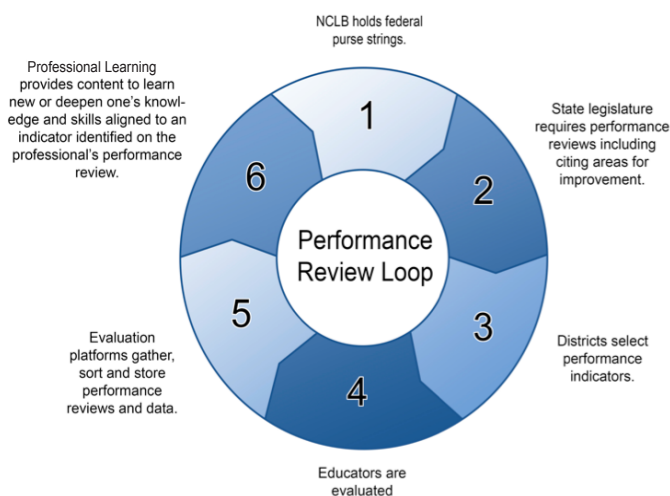 NCLB holds federal
purse strings.
1
State legislature
requires performance
reviews including
citing areas for
improvement.
2
Districts select
performance
indicators.
3
Educators are
evaluated
4
Evaluation
platforms gather,
sort and store
performance
reviews and data.
5
Professional Learning
provides content to learn
new or deepen one's knowl-
edge and skills aligned to an
indicator identified on the
professional's performance
review.
6
Performance
Review Loop